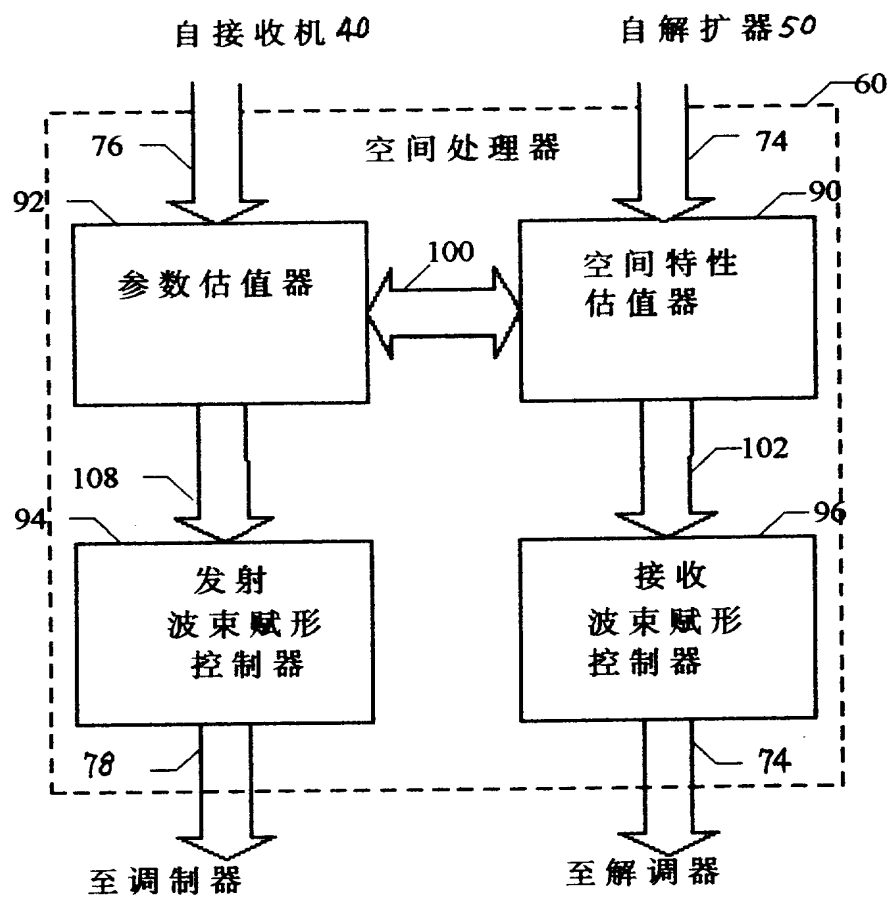 自接收机40
自解扩器50
60
76
空间处理器
74
92
90
参数估值器
100
空间特性
估值器
108
102
94
96
发射
波束赋形
控制器
接收
波束赋形
控制器
78
74
至调制器
至解调器